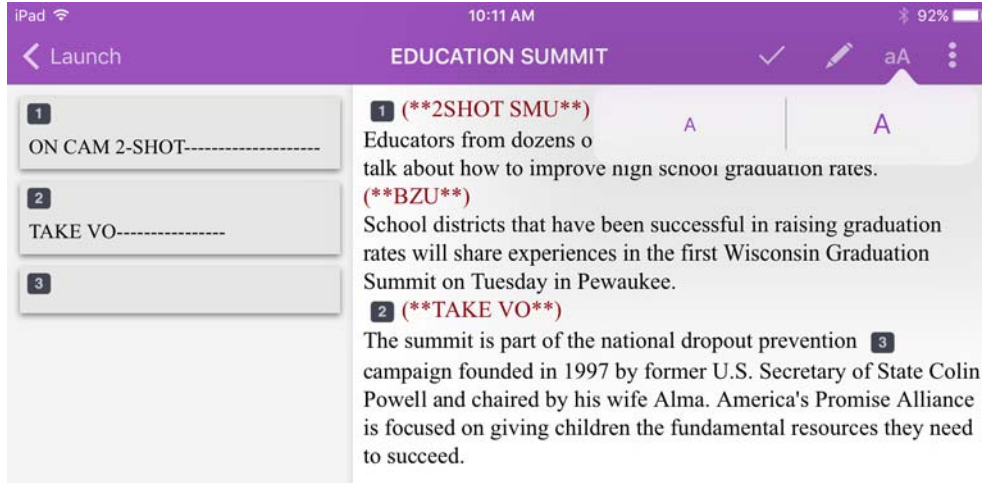 iPad 10:11 AM 92%
Launch EDUCATION SUMMIT aA
1
ON CAM 2-SHOT--------------------
2
TAKE VO----------------
3
A A
1 (**2SHOT SMU**)
Educators from dozens o
talk about how to improve high school graduation rates.
(**BZU**)
School districts that have been successful in raising graduation
rates will share experiences in the first Wisconsin Graduation
Summit on Tuesday in Pewaukee.
2 (**TAKE VO**)
The summit is part of the national dropout prevention 3
campaign founded in 1997 by former U.S. Secretary of State Colin
Powell and chaired by his wife Alma. America's Promise Alliance
is focused on giving children the fundamental resources they need
to succeed.